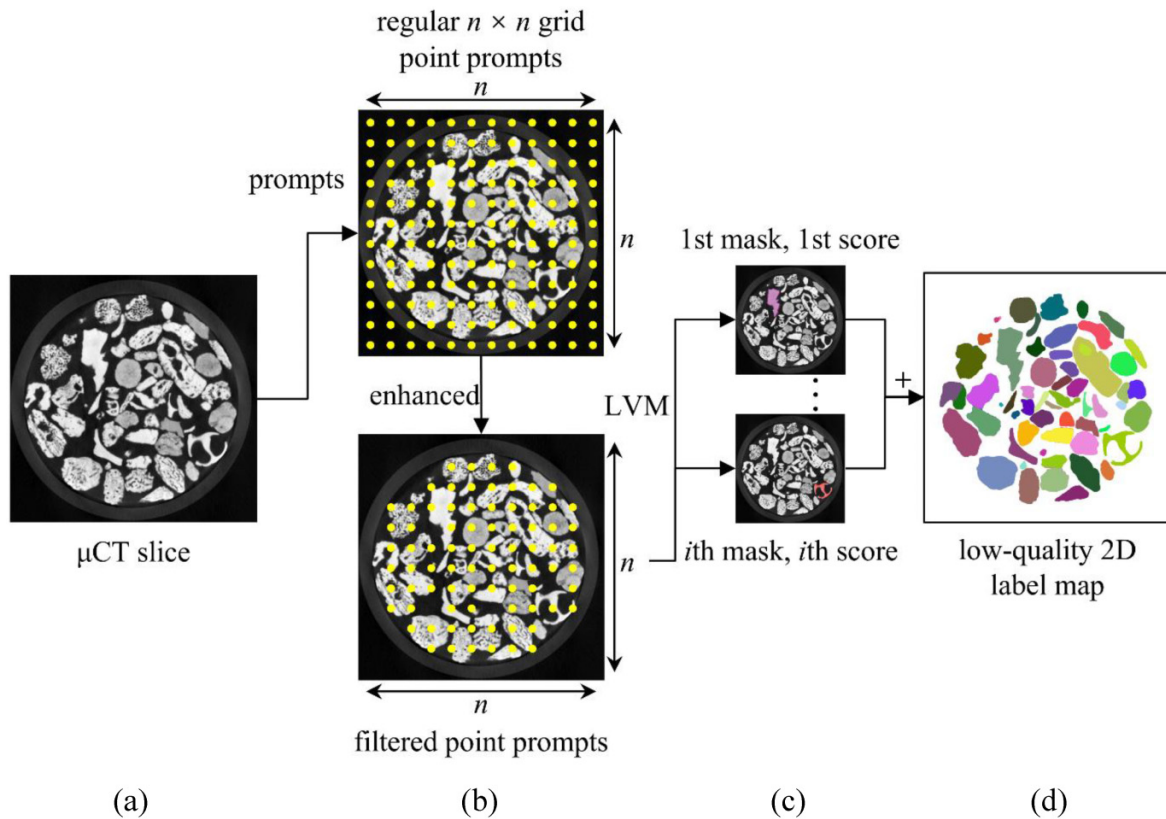 regular n × n grid
point prompts
n
prompts
n
μCT slice
enhanced
n
n
filtered point prompts
LVM
1st mask, 1st score
ith mask, ith score
+
low-quality 2D
label map
(a)
(b)
(c)
(d)